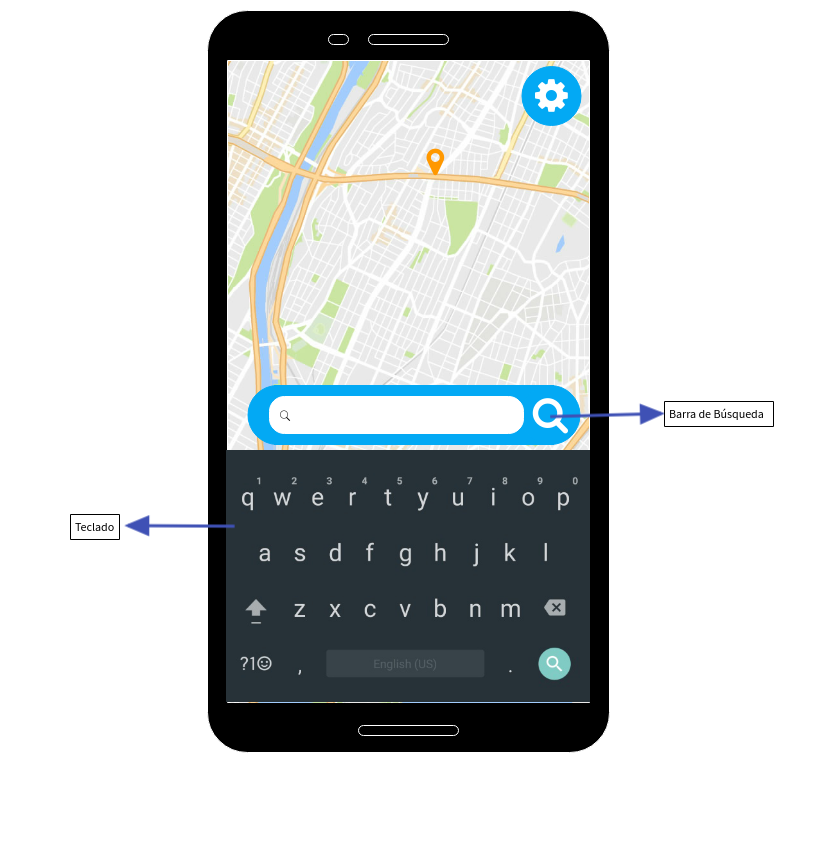 Barra de Búsqueda
1 2 3 4 5 6 7 8 9 0
q w e r t y u i o p
Teclado
a s d f g h j k l
z x c v b n m
?1☺ , English (US) .